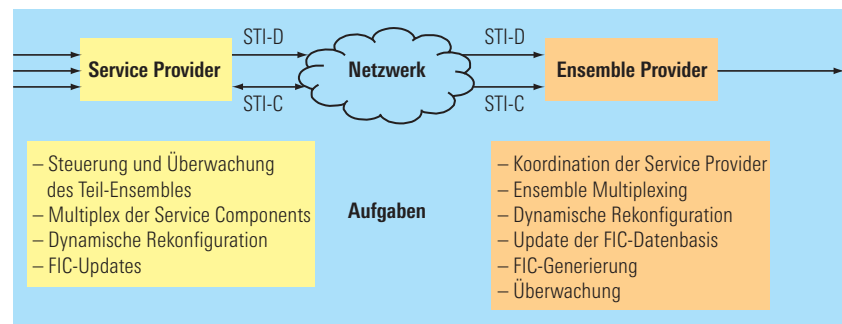 STI-D
STI-D
Service Provider
Netzwerk
Ensemble Provider
STI-C
STI-C
– Steuerung und Überwachung
des Teil-Ensembles
– Multiplex der Service Components
– Dynamische Rekonfiguration
– FIC-Updates
Aufgaben
– Koordination der Service Provider
– Ensemble Multiplexing
– Dynamische Rekonfiguration
– Update der FIC-Datenbasis
– FIC-Generierung
– Überwachung